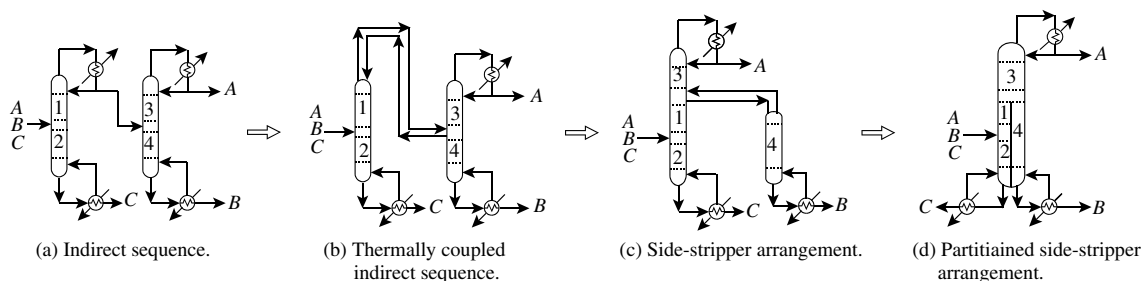 A
B
C
1
2
3
4
A
C
B
A
B
C
1
2
3
4
A
C
B
A
B
C
3
1
2
4
A
C
B
A
B
C
3
1
2
4
A
C
B
(a) Indirect sequence.
(b) Thermally coupled
indirect sequence.
(c) Side-stripper arrangement.
(d) Partitiained side-stripper
arrangement.